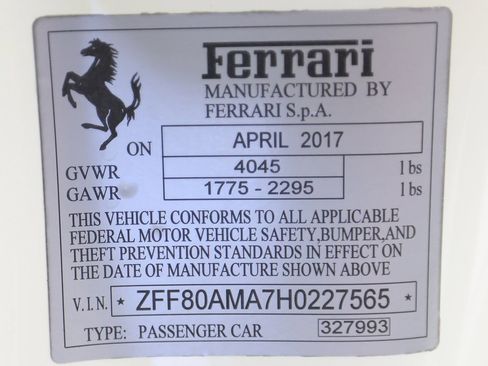 Ferrari
MANUFACTURED BY
FERRARI S.p.A.
ON APRIL 2017
GVWR 4045 lbs
GAWR 1775 - 2295 lbs
THIS VEHICLE CONFORMS TO ALL APPLICABLE
FEDERAL MOTOR VEHICLE SAFETY,BUMPER,AND
THEFT PREVENTION STANDARDS IN EFFECT ON
THE DATE OF MANUFACTURE SHOWN ABOVE
V.I.N. * ZFF80AMA7H0227565 *
TYPE: PASSENGER CAR 327993